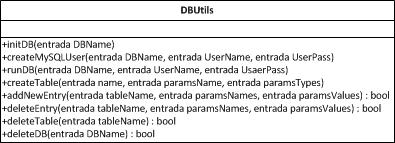 DBUtils
+initDB(entrada DBName)
+createMySQLUser(entrada DBName, entrada UserName, entrada UserPass)
+runDB(entrada DBName, entrada UserName, entrada UsaerPass)
+createTable(entrada name, entrada paramsName, entrada paramsTypes)
+addNewEntry(entrada tableName, entrada paramsNames, entrada paramsValues) : bool
+deleteEntry(entrada tableName, entrada paramsNames, entrada paramsValues) : bool
+deleteTable(entrada tableName) : bool
+deleteDB(entrada DBName) : bool